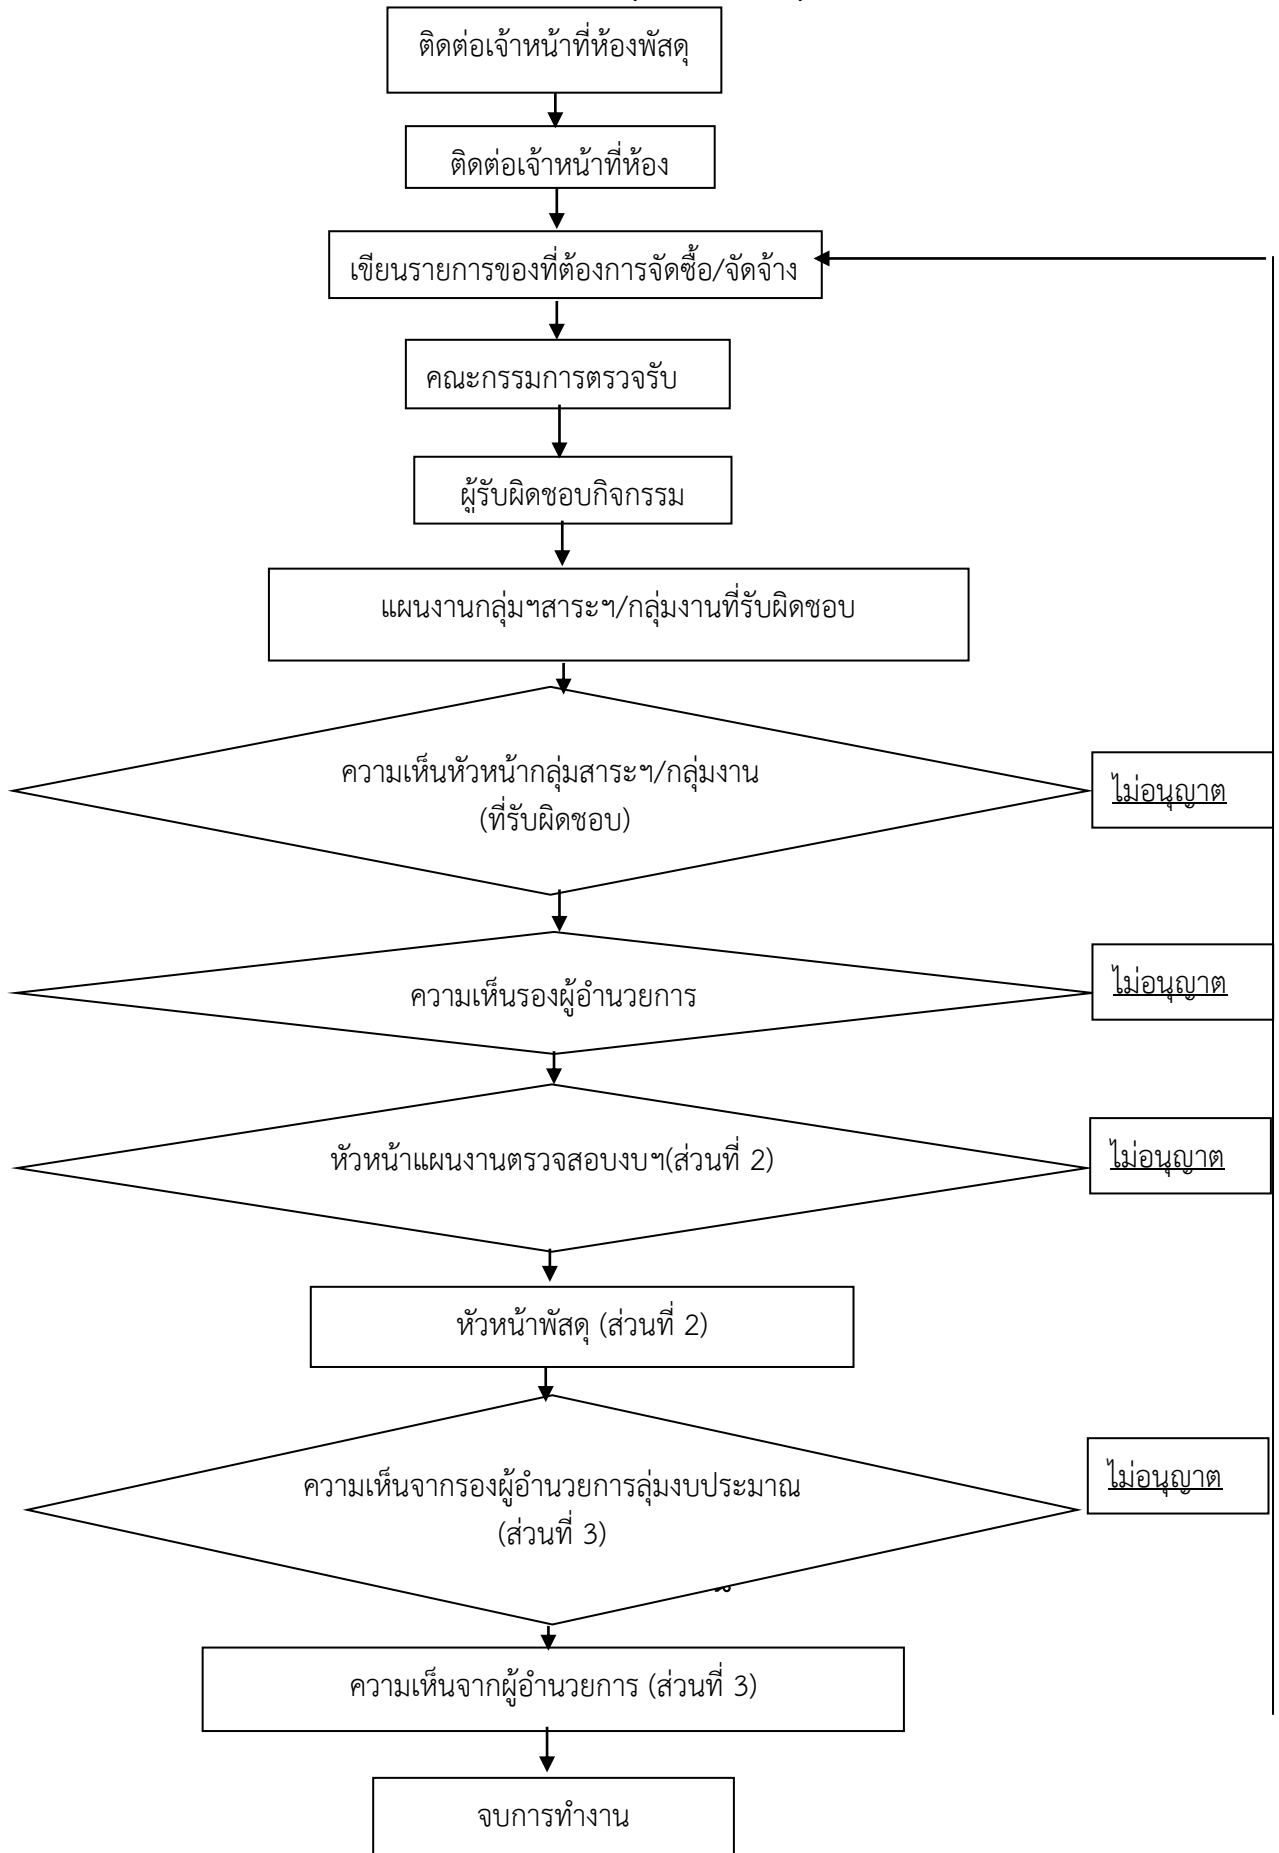 ติดต่อเจ้าหน้าที่ห้องพัสดุ
ติดต่อเจ้าหน้าที่ห้อง
เขียนรายการของที่ต้องการจัดซื้อ/จัดจ้าง
คณะกรรมการตรวจรับ
ผู้รับผิดชอบกิจกรรม
แผนงานกลุ่มฯสาระฯ/กลุ่มงานที่รับผิดชอบ
ความเห็นหัวหน้ากลุ่มสาระฯ/กลุ่มงาน
(ที่รับผิดชอบ)
ไม่อนุญาต
ความเห็นรองผู้อำนวยการ
ไม่อนุญาต
หัวหน้าแผนงานตรวจสอบงบฯ(ส่วนที่ 2)
ไม่อนุญาต
หัวหน้าพัสดุ (ส่วนที่ 2)
ความเห็นจากรองผู้อำนวยการลุ่มงบประมาณ
(ส่วนที่ 3)
ไม่อนุญาต
ความเห็นจากผู้อำนวยการ (ส่วนที่ 3)
จบการทำงาน